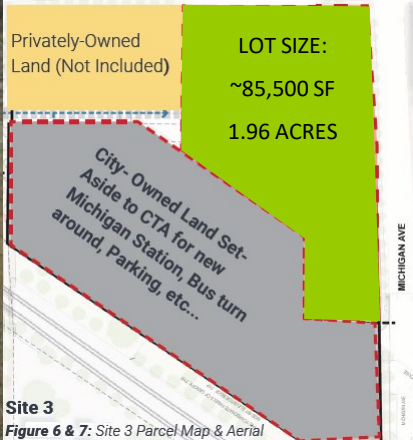 Privately-Owned
Land (Not Included)
LOT SIZE:
~85,500 SF
1.96 ACRES
City- Owned Land Set-
Aside to CTA for new
Michigan Station, Bus turn
around, Parking, etc...
MICHIGAN AVE
Site 3
Figure 6 & 7: Site 3 Parcel Map & Aerial